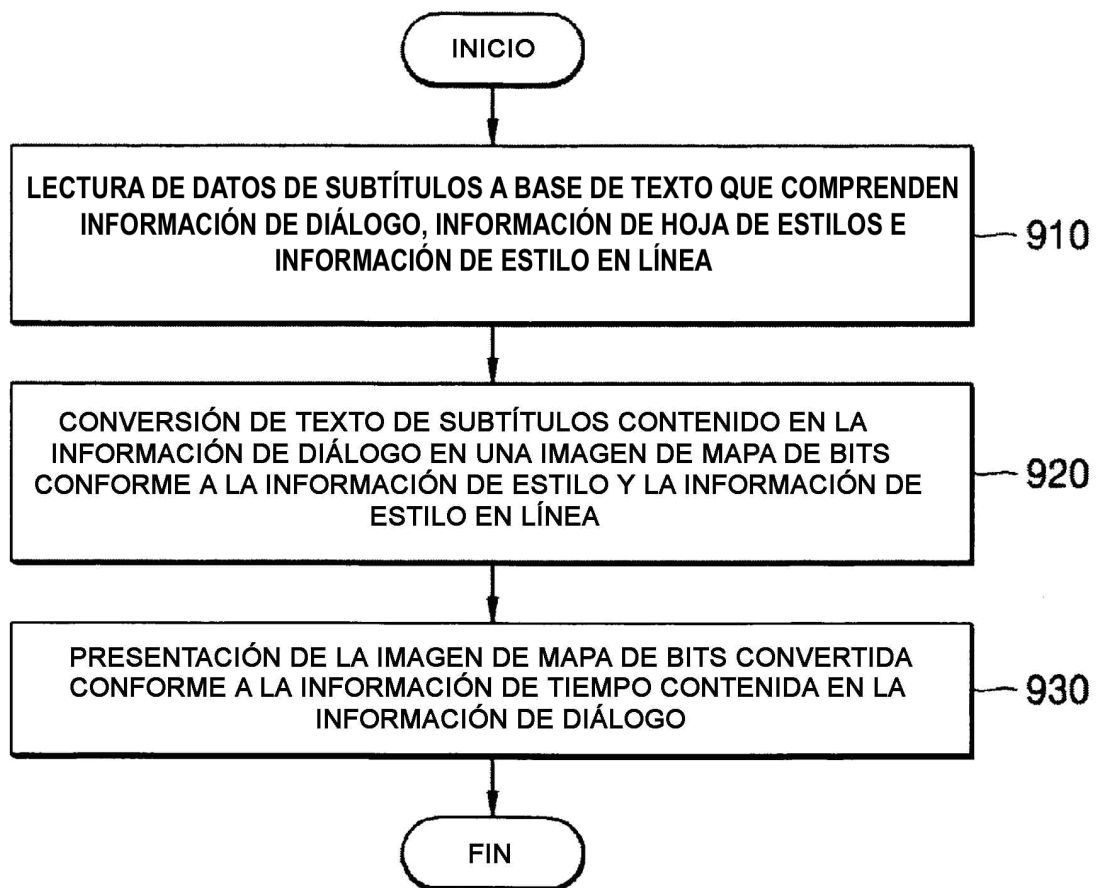 INICIO
LECTURA DE DATOS DE SUBTÍTULOS A BASE DE TEXTO QUE COMPRENDEN
INFORMACIÓN DE DIÁLOGO, INFORMACIÓN DE HOJA DE ESTILOS E
INFORMACIÓN DE ESTILO EN LÍNEA
910
CONVERSIÓN DE TEXTO DE SUBTÍTULOS CONTENIDO EN LA
INFORMACIÓN DE DIÁLOGO EN UNA IMAGEN DE MAPA DE BITS
CONFORME A LA INFORMACIÓN DE ESTILO Y LA INFORMACIÓN DE
ESTILO EN LÍNEA
920
PRESENTACIÓN DE LA IMAGEN DE MAPA DE BITS CONVERTIDA
CONFORME A LA INFORMACIÓN DE TIEMPO CONTENIDA EN LA
INFORMACIÓN DE DIÁLOGO
930
FIN